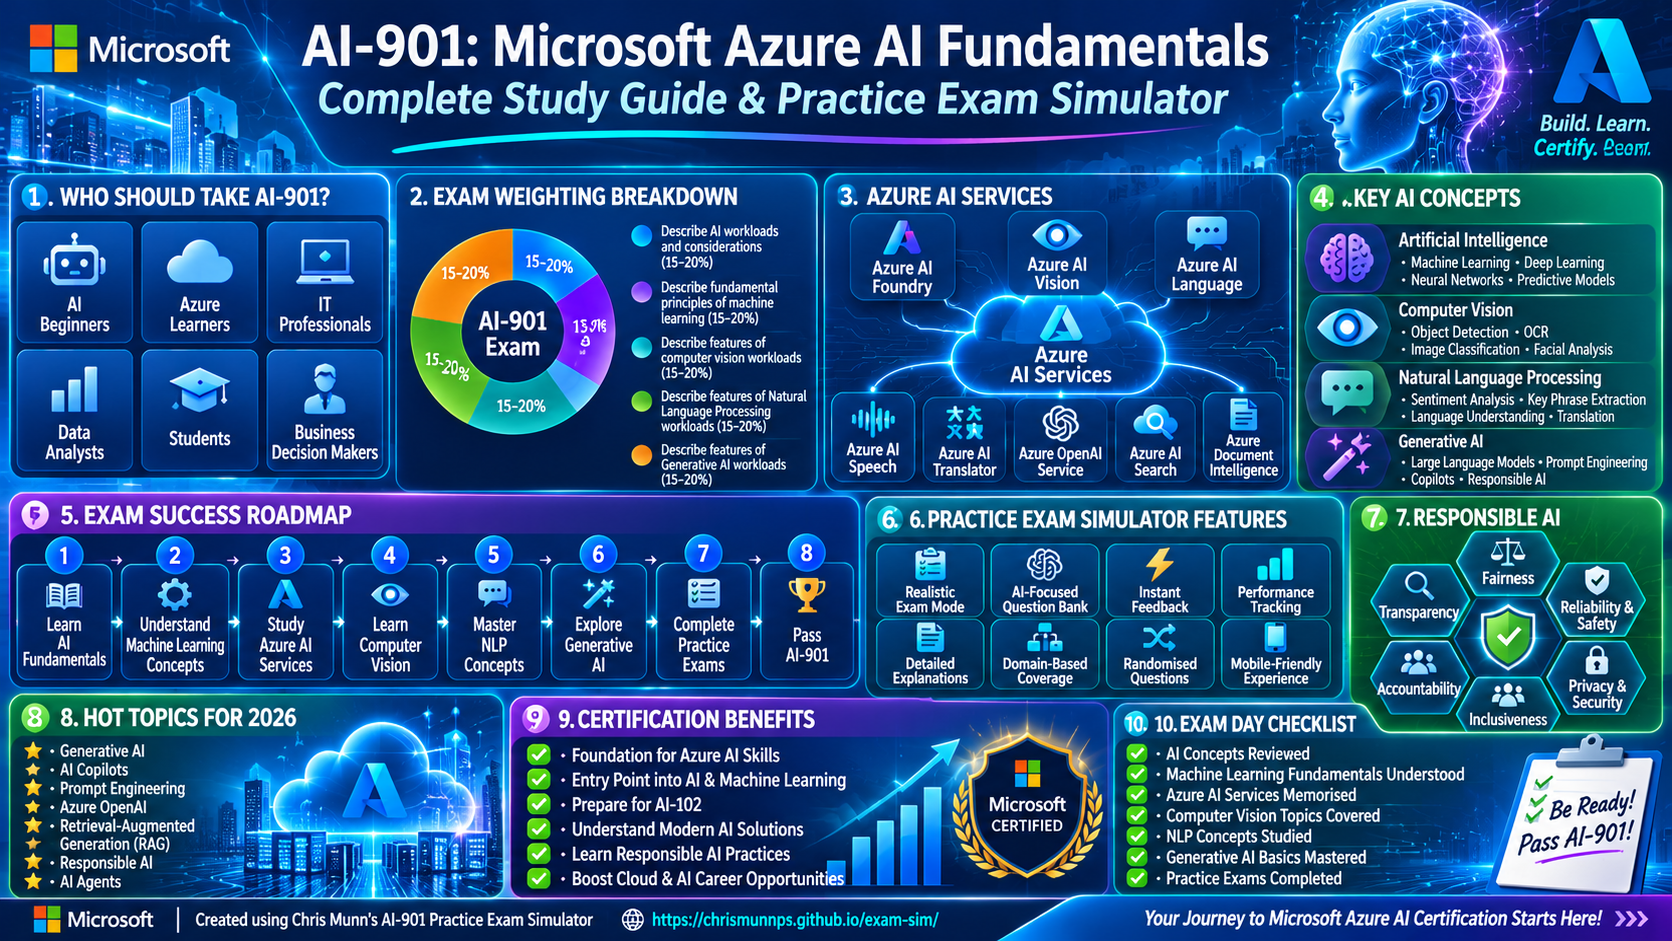 Microsoft
AI-901: Microsoft Azure AI Fundamentals
Complete Study Guide & Practice Exam Simulator
Build. Learn.
Certify.
1. WHO SHOULD TAKE AI-901?
AI
Beginners
Azure
Learners
IT
Professionals
Data
Analysts
Students
Business
Decision Makers
2. EXAM WEIGHTING BREAKDOWN
15-20%
15-20%
15-20%
15-20%
AI-901
Exam
Describe AI workloads
and considerations
(15-20%)
Describe fundamental
principles of machine
learning (15-20%)
Describe features of
computer vision workloads
(15-20%)
Describe features of Natural
Language Processing
workloads (15-20%)
Describe features of
Generative AI workloads
(15-20%)
3. AZURE AI SERVICES
Azure AI
Foundry
Azure AI
Vision
Azure AI
Language
Azure
AI Services
Azure AI
Speech
Azure AI
Translator
Azure OpenAI
Service
Azure AI
Search
Azure
Document
Intelligence
4. KEY AI CONCEPTS
Artificial Intelligence
• Machine Learning • Deep Learning
• Neural Networks • Predictive Models
Computer Vision
• Object Detection • OCR
• Image Classification • Facial Analysis
Natural Language Processing
• Sentiment Analysis • Key Phrase Extraction
• Language Understanding • Translation
Generative AI
• Large Language Models • Prompt Engineering
• Copilots • Responsible AI
5 5. EXAM SUCCESS ROADMAP
1
Learn
AI
Fundamentals
2
Understand
Machine Learning
Concepts
3
Study
Azure AI
Services
4
Learn
Computer
Vision
5
Master
NLP
Concepts
6
Explore
Generative
AI
7
Complete
Practice
Exams
8
Pass
AI-901
6. 6. PRACTICE EXAM SIMULATOR FEATURES
Realistic
Exam Mode
AI-Focused
Question Bank
Instant
Feedback
Performance
Tracking
Detailed
Explanations
Domain-Based
Coverage
Randomised
Questions
Mobile-Friendly
Experience
7. 7. RESPONSIBLE AI
Fairness
Transparency
Reliability &
Safety
Accountability
Privacy &
Security
Inclusiveness
8 8. HOT TOPICS FOR 2026
• Generative AI
• AI Copilots
• Prompt Engineering
• Azure OpenAI
• Retrieval-Augmented
Generation (RAG)
• Responsible AI
• AI Agents
9 9. CERTIFICATION BENEFITS
• Foundation for Azure AI Skills
• Entry Point into AI & Machine Learning
• Prepare for AI-102
• Understand Modern AI Solutions
• Learn Responsible AI Practices
• Boost Cloud & AI Career Opportunities
Microsoft
CERTIFIED
10. 10. EXAM DAY CHECKLIST
• AI Concepts Reviewed
• Machine Learning Fundamentals Understood
• Azure AI Services Memorised
• Computer Vision Topics Covered
• NLP Concepts Studied
• Generative AI Basics Mastered
• Practice Exams Completed
Be Ready!
Pass AI-901!
Microsoft
Created using Chris Munn's AI-901 Practice Exam Simulator
https://chrismunnps.github.io/exam-sim/
Your Journey to Microsoft Azure AI Certification Starts Here! >>>